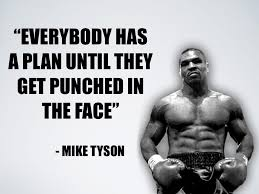 “EVERYBODY HAS
A PLAN UNTIL THEY
GET PUNCHED IN
THE FACE”
- MIKE TYSON